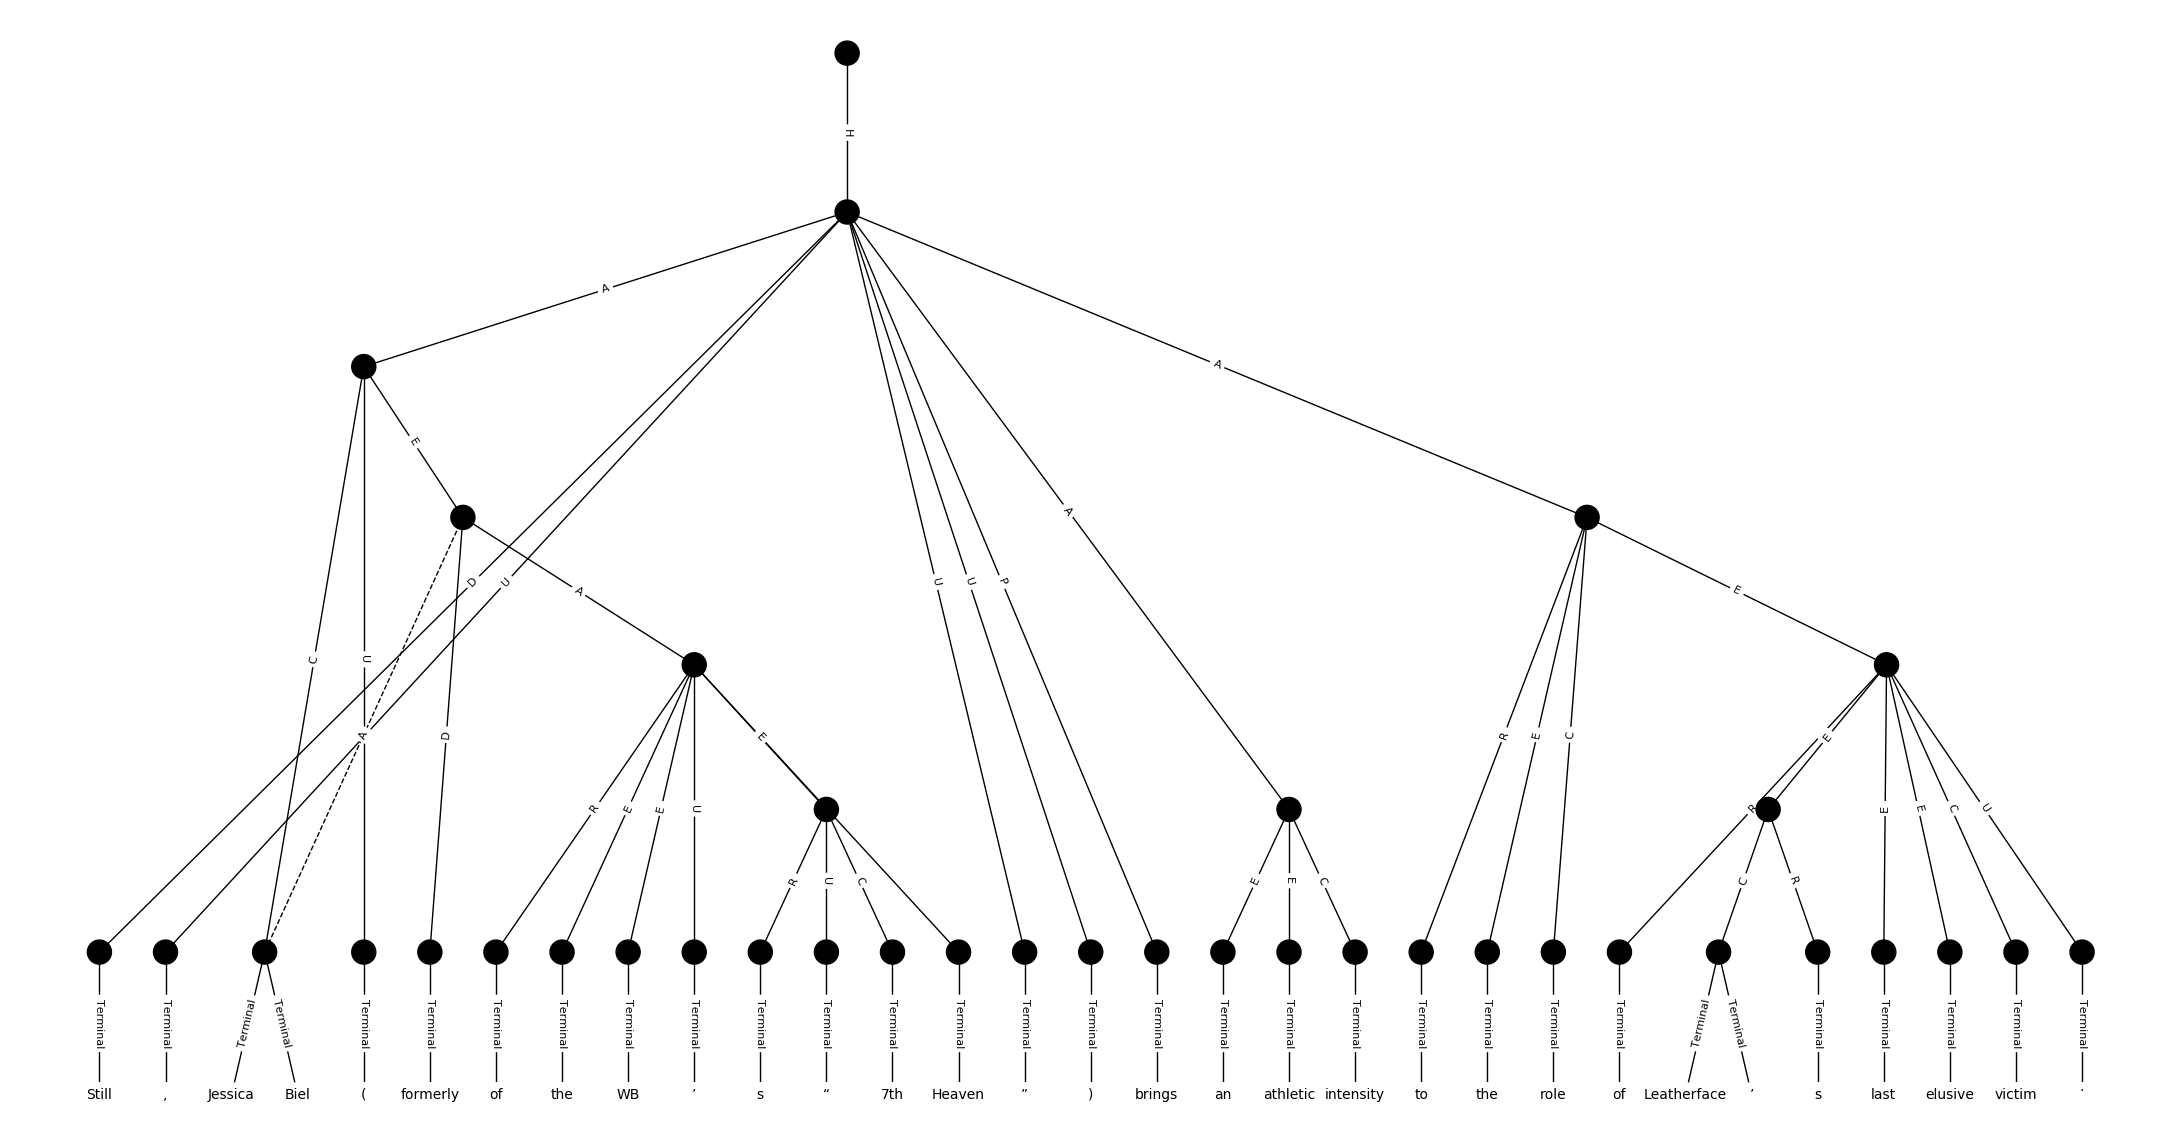 H
A
A
E
A
D
U
A
U
U
P
E
C
U
A
D
E
R
E
C
E
R
E
E
U
R
E
E
C
U
R
U
C
E
E
C
C
R
Terminal Terminal Terminal Terminal Terminal Terminal Terminal Terminal Terminal Terminal Terminal Terminal Terminal Terminal Terminal Terminal Terminal Terminal Terminal Terminal Terminal Terminal Terminal Terminal Terminal Terminal Terminal Terminal Terminal Terminal Terminal
Still , Jessica Biel ( formerly of the WB ’ s “ 7th Heaven ” ) brings an athletic intensity to the role of Leatherface ’ s last elusive victim .